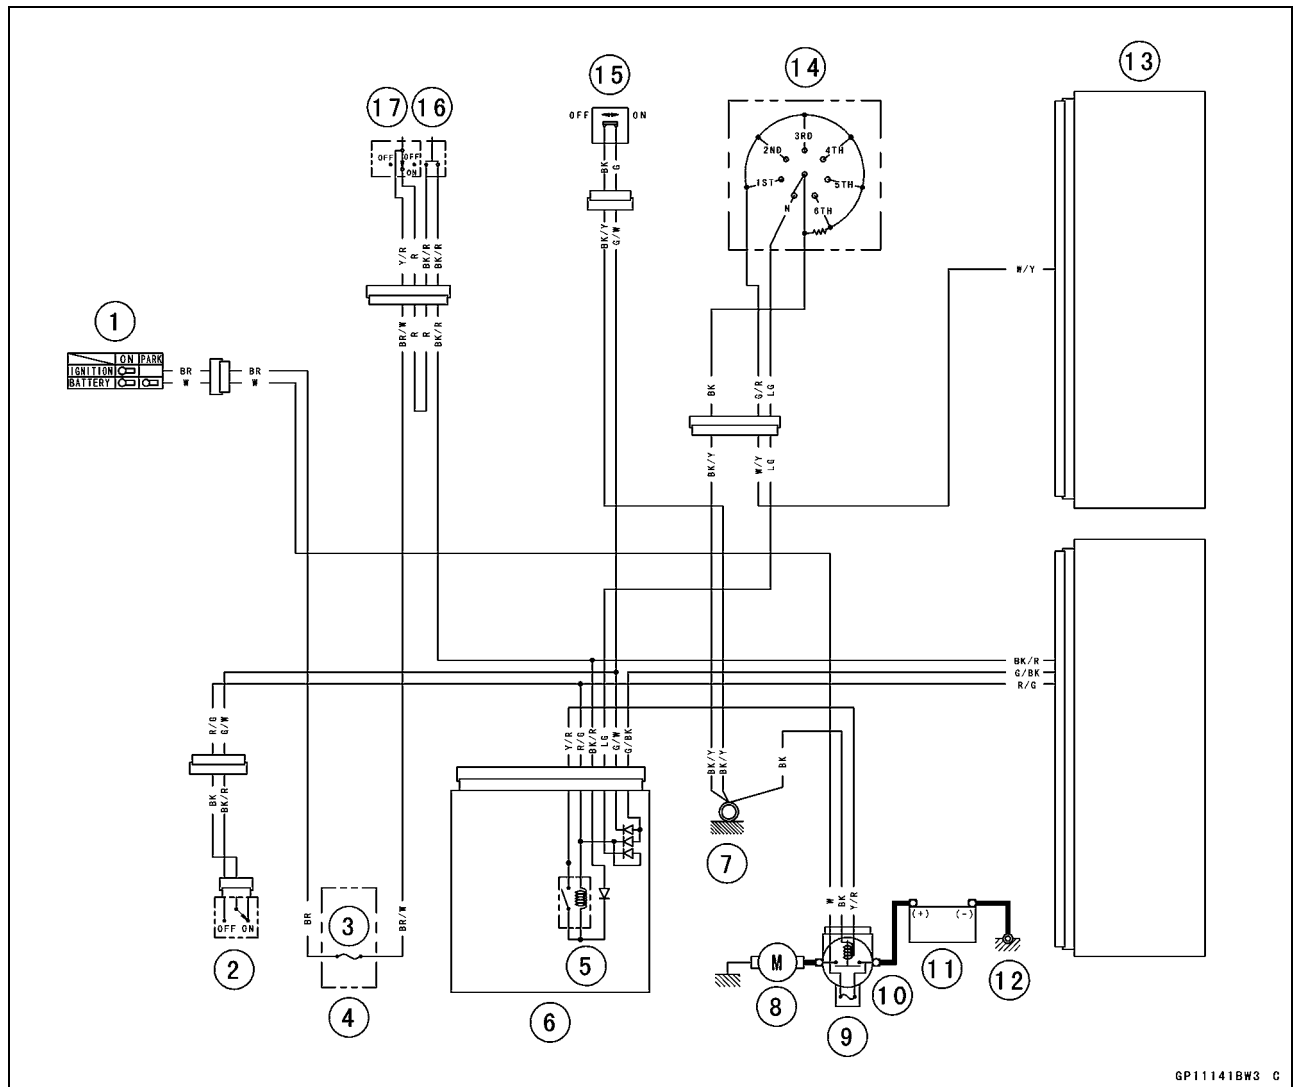 13
14
15
17
16
OFF ON
3RD
2ND 4TH
1ST 5TH
N 6TH
BK
G
OFF OFF
ON
BK/Y
G/W
Y/R
R
BK/R
BK/R
W/Y
1
ON PARK
IGNITION
BATTERY
BR
W
BR
W
BR/W
R
R
BK/R
BK
G/R
LG
BK/Y
W/Y
LG
BK/R
G/BK
R/G
R/G
G/W
Y/R
R/G
BK/R
LG
G/W
G/BK
BK/Y
BK/Y
BK
BK
BK/R
7
W
BK
Y/R
(+) (-)
BR
3
BR/W
OFF ON
2
4
5
6
M
8
9
10
11
12
GP11141BW3 C